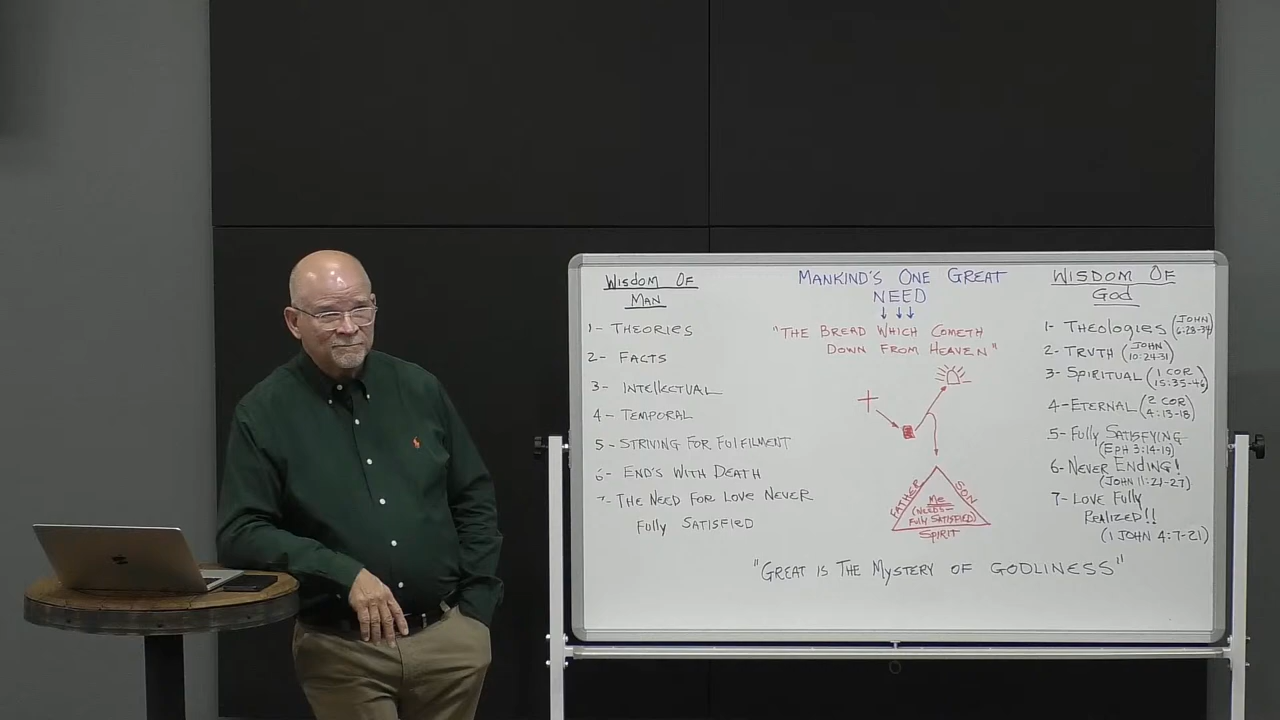 WISDOM OF
MAN
1- THEORIES
2- FACTS
3- INTELLECTUAL
4- TEMPORAL
5- STRIVING FOR FULFILMENT
6- END'S WITH DEATH
7- THE NEED FOR LOVE NEVER
FULLY SATISFIED
MANKIND'S ONE GREAT
NEED
"THE BREAD WHICH COMETH
DOWN FROM HEAVEN"
FATHER
SON
ME
(NEEDS-
FULLY SATISFIED)
SPIRIT
WISDOM OF
GOD
1- THEOLOGIES (JOHN
6:28-34)
2- TRUTH (JOHN
10:24-31)
3- SPIRITUAL (1 COR
15:35-46)
4- ETERNAL (2 COR
4:13-18)
5- FULLY SATISFYING
(EPH 3:14-19)
6- NEVER ENDING!
(JOHN 11:21-27)
7- LOVE FULLY
REALIZED!!
(1 JOHN 4:7-21)
"GREAT IS THE MYSTERY OF GODLINESS"